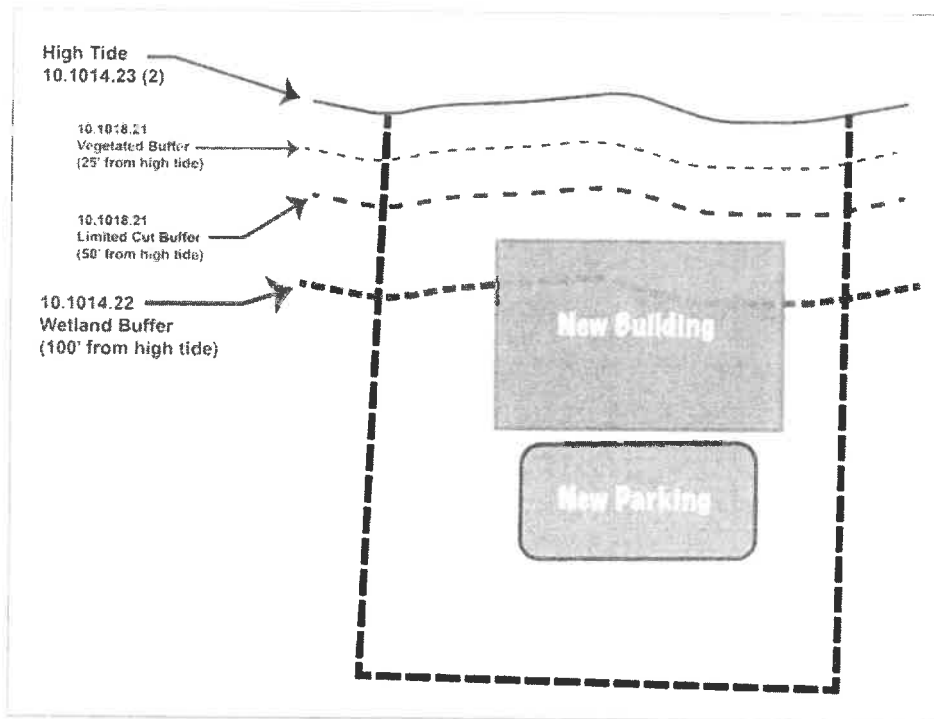 High Tide
10.1014.23 (2)
10.1018.21
Vegetated Buffer
(25' from high tide)
10.1018.21
Limited Cut Buffer
(50' from high tide)
10.1014.22
Wetland Buffer
(100' from high tide)
New Building
New Parking